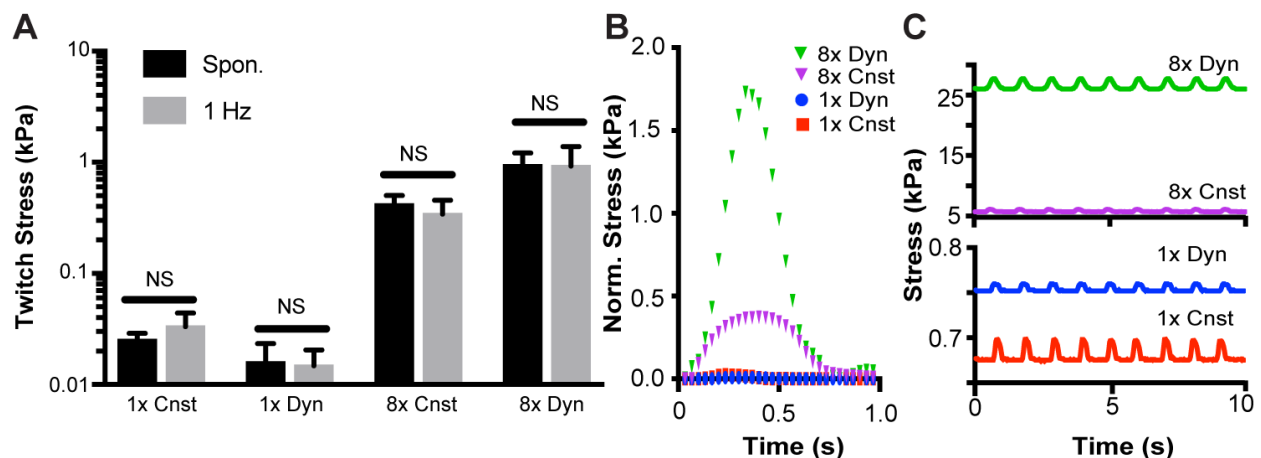 A
Twitch Stress (kPa)
10
1
0.1
0.01
Spon.
1 Hz
NS
NS
NS
NS
1x Cnst
1x Dyn
8x Cnst
8x Dyn
B
Norm. Stress (kPa)
2.0
1.5
1.0
0.5
0.0
8x Dyn
8x Cnst
1x Dyn
1x Cnst
0
0.5
1.0
Time (s)
C
Stress (kPa)
25
15
5
8x Dyn
8x Cnst
0.8
0.7
1x Dyn
1x Cnst
0
5
10
Time (s)